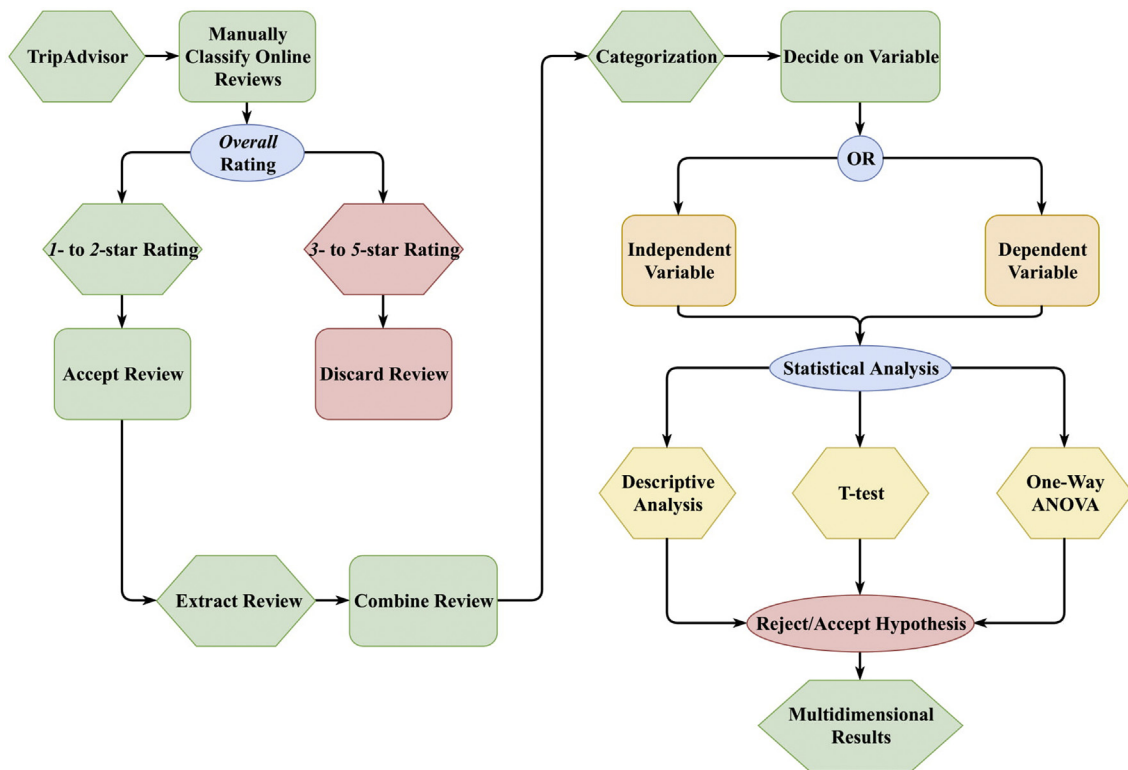 TripAdvisor
Manually
Classify Online
Reviews
Overall
Rating
1- to 2-star Rating
3- to 5-star Rating
Accept Review
Discard Review
Extract Review
Combine Review
Categorization
Decide on Variable
OR
Independent
Variable
Dependent
Variable
Statistical Analysis
Descriptive
Analysis
T-test
One-Way
ANOVA
Reject/Accept Hypothesis
Multidimensional
Results